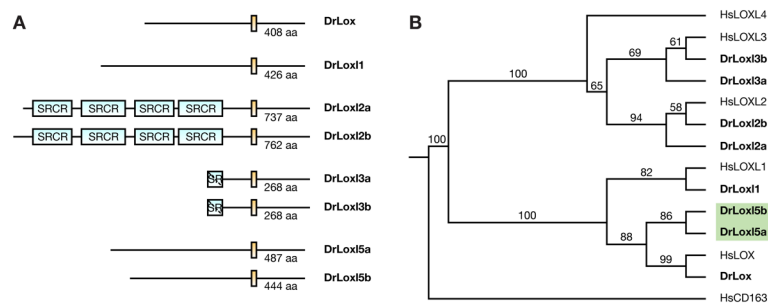 A
DrLox
408 aa
DrLoxl1
426 aa
SRCR SRCR SRCR SRCR DrLoxl2a
737 aa
SRCR SRCR SRCR SRCR DrLoxl2b
762 aa
SR DrLoxl3a
268 aa
SR DrLoxl3b
268 aa
DrLoxl5a
487 aa
DrLoxl5b
444 aa
B
HsLOXL4
HsLOXL3
61
69
DrLoxl3b
100
DrLoxl3a
65
HsLOXL2
58
94
DrLoxl2b
DrLoxl2a
100
HsLOXL1
82
DrLoxl1
DrLoxl5b
100
86
DrLoxl5a
88
HsLOX
99
DrLox
HsCD163